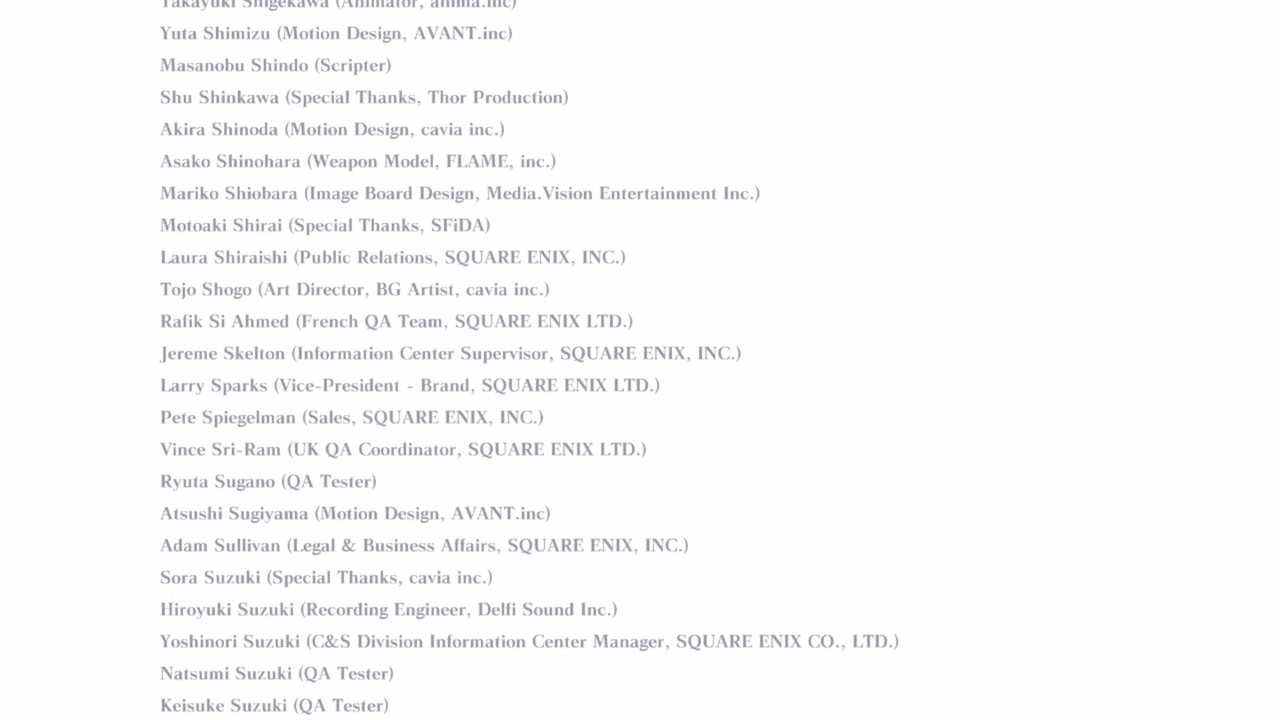 Takayuki Shigekawa (Animator, anima.inc)
Yuta Shimizu (Motion Design, AVANT.inc)
Masanobu Shindo (Scripter)
Shu Shinkawa (Special Thanks, Thor Production)
Akira Shinoda (Motion Design, cavia inc.)
Asako Shinohara (Weapon Model, FLAME, inc.)
Mariko Shiobara (Image Board Design, Media.Vision Entertainment Inc.)
Motoaki Shirai (Special Thanks, SFiDA)
Laura Shiraishi (Public Relations, SQUARE ENIX, INC.)
Tojo Shogo (Art Director, BG Artist, cavia inc.)
Rafik Si Ahmed (French QA Team, SQUARE ENIX LTD.)
Jereme Skelton (Information Center Supervisor, SQUARE ENIX, INC.)
Larry Sparks (Vice-President - Brand, SQUARE ENIX LTD.)
Pete Spiegelman (Sales, SQUARE ENIX, INC.)
Vince Sri-Ram (UK QA Coordinator, SQUARE ENIX LTD.)
Ryuta Sugano (QA Tester)
Atsushi Sugiyama (Motion Design, AVANT.inc)
Adam Sullivan (Legal & Business Affairs, SQUARE ENIX, INC.)
Sora Suzuki (Special Thanks, cavia inc.)
Hiroyuki Suzuki (Recording Engineer, Delfi Sound Inc.)
Yoshinori Suzuki (C&S Division Information Center Manager, SQUARE ENIX CO., LTD.)
Natsumi Suzuki (QA Tester)
Keisuke Suzuki (QA Tester)